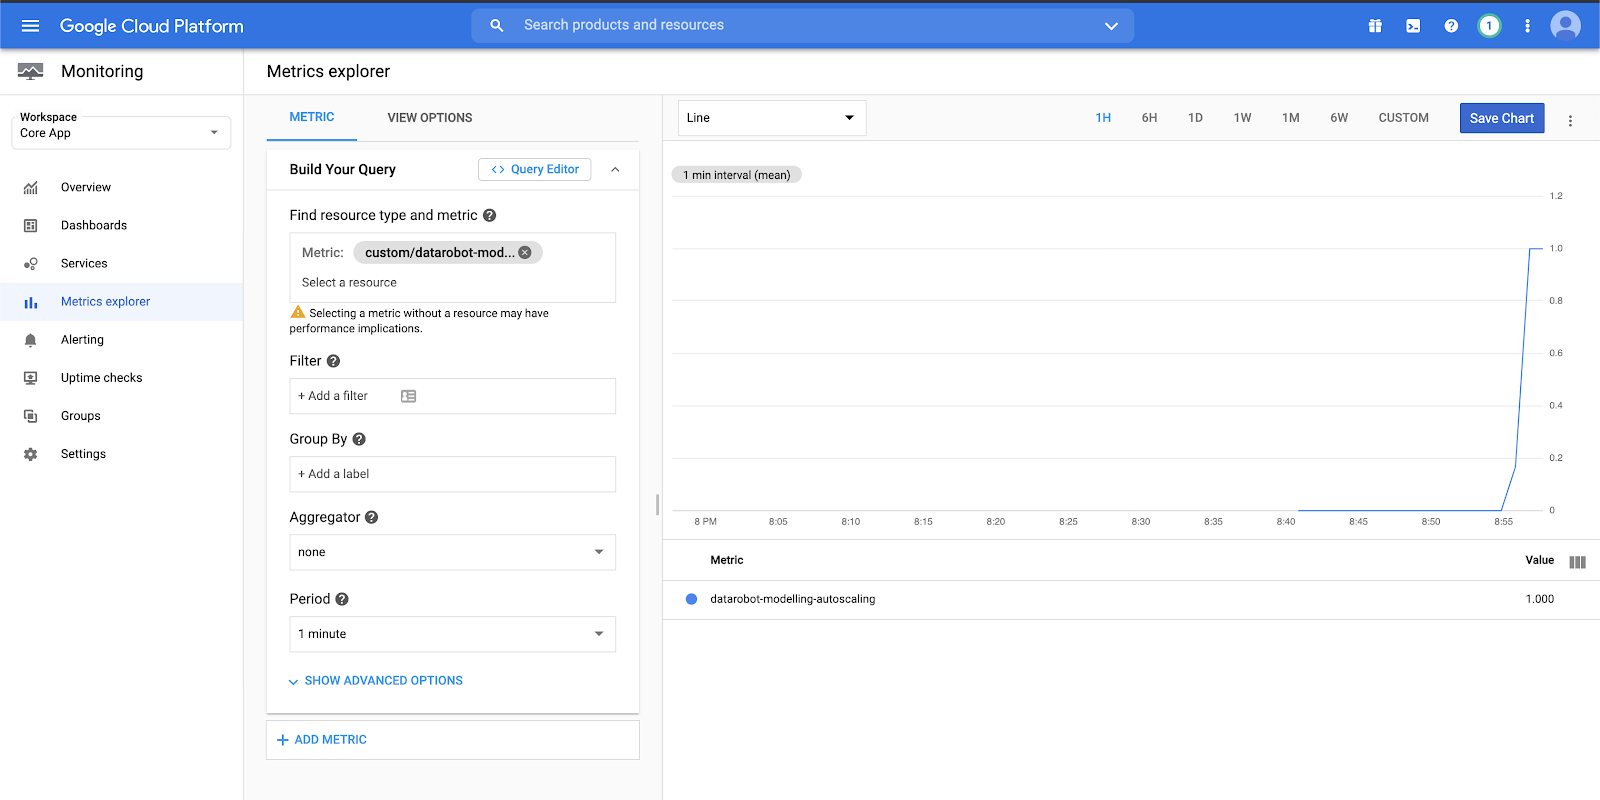 Google Cloud Platform
Search products and resources
1
Monitoring
Metrics explorer
Workspace
Core App
Overview
Dashboards
Services
Metrics explorer
Alerting
Uptime checks
Groups
Settings
METRIC
VIEW OPTIONS
Build Your Query
<> Query Editor
Find resource type and metric ?
Metric: custom/datarobot-mod...
Select a resource
Selecting a metric without a resource may have
performance implications.
Filter ?
+ Add a filter
Group By ?
+ Add a label
Aggregator ?
none
Period ?
1 minute
SHOW ADVANCED OPTIONS
+ ADD METRIC
Line
1H 6H 1D 1W 1M 6W CUSTOM
Save Chart
1 min interval (mean)
1.2
1.0
0.8
0.6
0.4
0.2
0
8 PM 8:05 8:10 8:15 8:20 8:25 8:30 8:35 8:40 8:45 8:50 8:55
Metric Value
datarobot-modelling-autoscaling 1.000